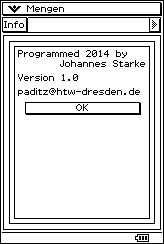 Mengen
Info
Programmed 2014 by
Johannes Starke
Version 1.0
paditz@htw-dresden.de
OK